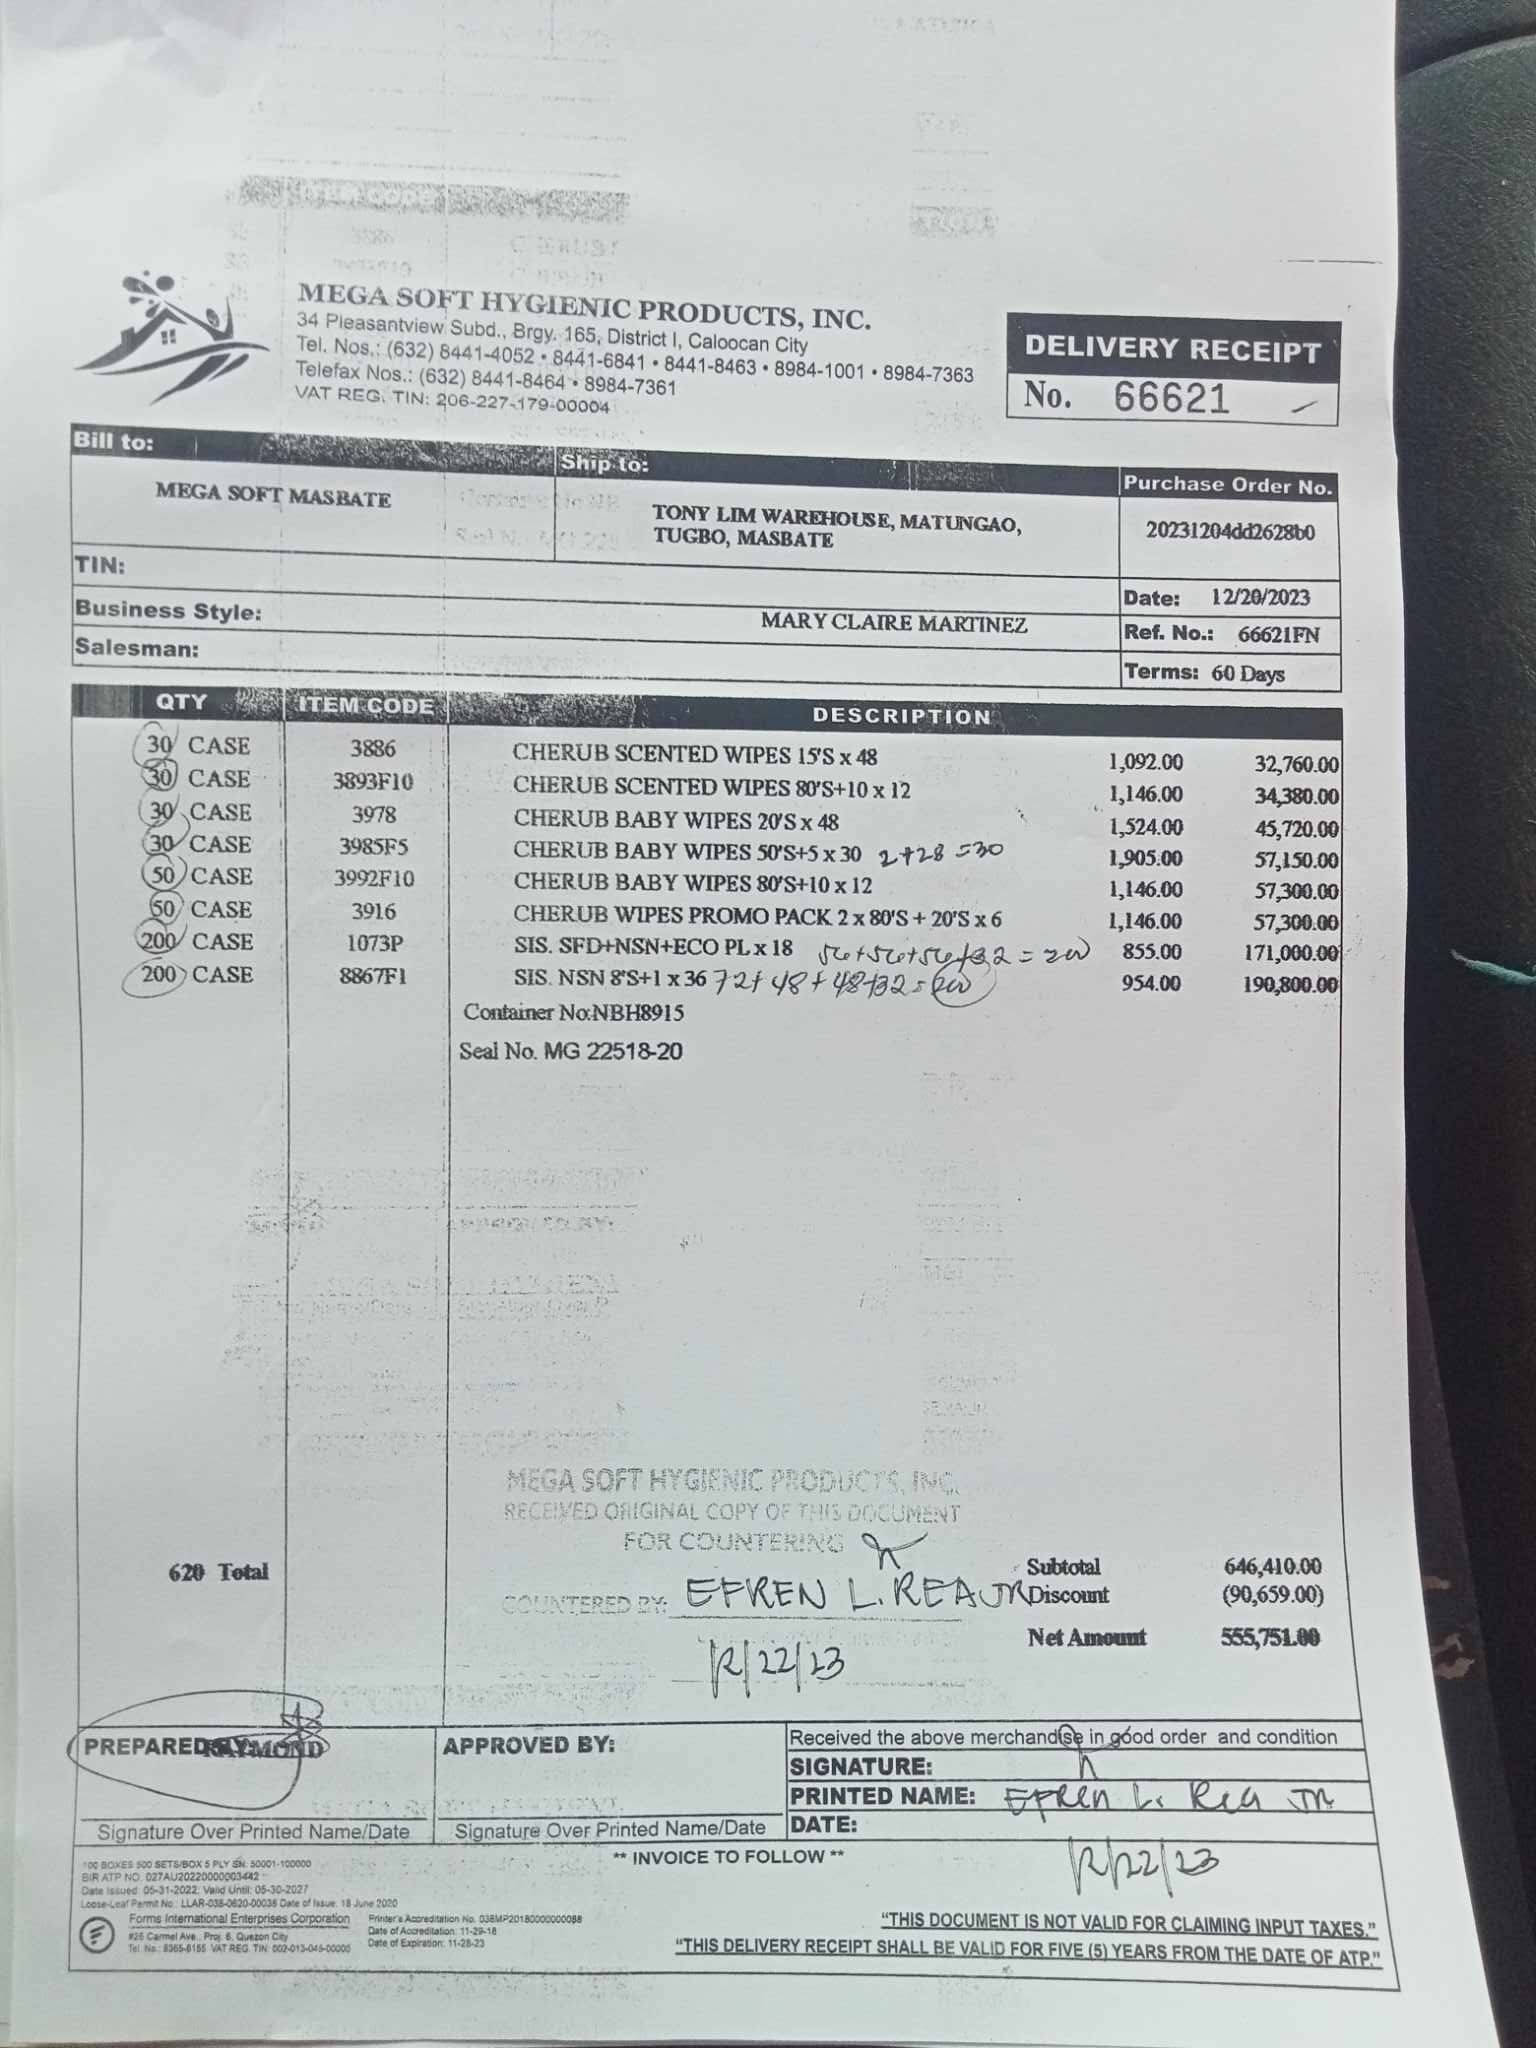 MEGA SOFT HYGIENIC PRODUCTS, INC.
34 Pleasantview Subd., Brgy. 165, District I, Caloocan City
Tel. Nos.: (632) 8441-4052 • 8441-6841 • 8441-8463 • 8984-1001 • 8984-7363
Telefax Nos.: (632) 8441-8464 • 8984-7361
VAT REG. TIN: 206-227-179-00004
DELIVERY RECEIPT
No. 66621
Bill to: Ship to: Purchase Order No.
MEGA SOFT MASBATE
TONY LIM WAREHOUSE, MATUNGAO,
TUGBO, MASBATE
20231204dd2628b0
TIN:
Date: 12/20/2023
Business Style: MARY CLAIRE MARTINEZ
Ref. No.: 66621FN
Salesman:
Terms: 60 Days
QTY ITEM CODE DESCRIPTION
30 CASE 3886 CHERUB SCENTED WIPES 15'S x 48 1,092.00 32,760.00
30 CASE 3893F10 CHERUB SCENTED WIPES 80'S+10 x 12 1,146.00 34,380.00
30 CASE 3978 CHERUB BABY WIPES 20'S x 48 1,524.00 45,720.00
30 CASE 3985F5 CHERUB BABY WIPES 50'S+5 x 30 2+28=30 1,905.00 57,150.00
50 CASE 3992F10 CHERUB BABY WIPES 80'S+10 x 12 1,146.00 57,300.00
50 CASE 3916 CHERUB WIPES PROMO PACK 2 x 80'S + 20'S x 6 1,146.00 57,300.00
200 CASE 1073P SIS. SFD+NSN+ECO PL x 18 56+56+56+32=200 855.00 171,000.00
200 CASE 8867F1 SIS. NSN 8'S+1 x 36 72+48+48+32=200 954.00 190,800.00
Container No:NBH8915
Seal No. MG 22518-20
MEGA SOFT HYGIENIC PRODUCTS, INC.
RECEIVED ORIGINAL COPY OF THIS DOCUMENT
FOR COUNTERING
620 Total
Subtotal 646,410.00
COUNTERED BY: EFREN L. REA JR
Discount (90,659.00)
Net Amount 555,751.00
12/22/23
PREPARED RAYMOND
APPROVED BY:
Received the above merchandise in good order and condition
SIGNATURE:
PRINTED NAME: EFREN L. REA JR
DATE: 12/22/23
Signature Over Printed Name/Date
Signature Over Printed Name/Date
** INVOICE TO FOLLOW **
100 BOXES 500 SETS/BOX 5 PLY SN: 50001-100000
BIR ATP NO. 027AU20220000003442
Date Issued 05-31-2022; Valid Until: 05-30-2027
Loose-Leaf Permit No.: LLAR-038-0620-00036 Date of Issue. 18 June 2020
Forms International Enterprises Corporation
#26 Carmel Ave., Proj. 6, Quezon City
Tel. No.: 8365-6155 VAT REG. TIN: 002-013-045-00000
Printer's Accreditation No. 038MP20180000000088
Date of Accreditation: 11-29-18
Date of Expiration: 11-28-23
"THIS DOCUMENT IS NOT VALID FOR CLAIMING INPUT TAXES."
"THIS DELIVERY RECEIPT SHALL BE VALID FOR FIVE (5) YEARS FROM THE DATE OF ATP."